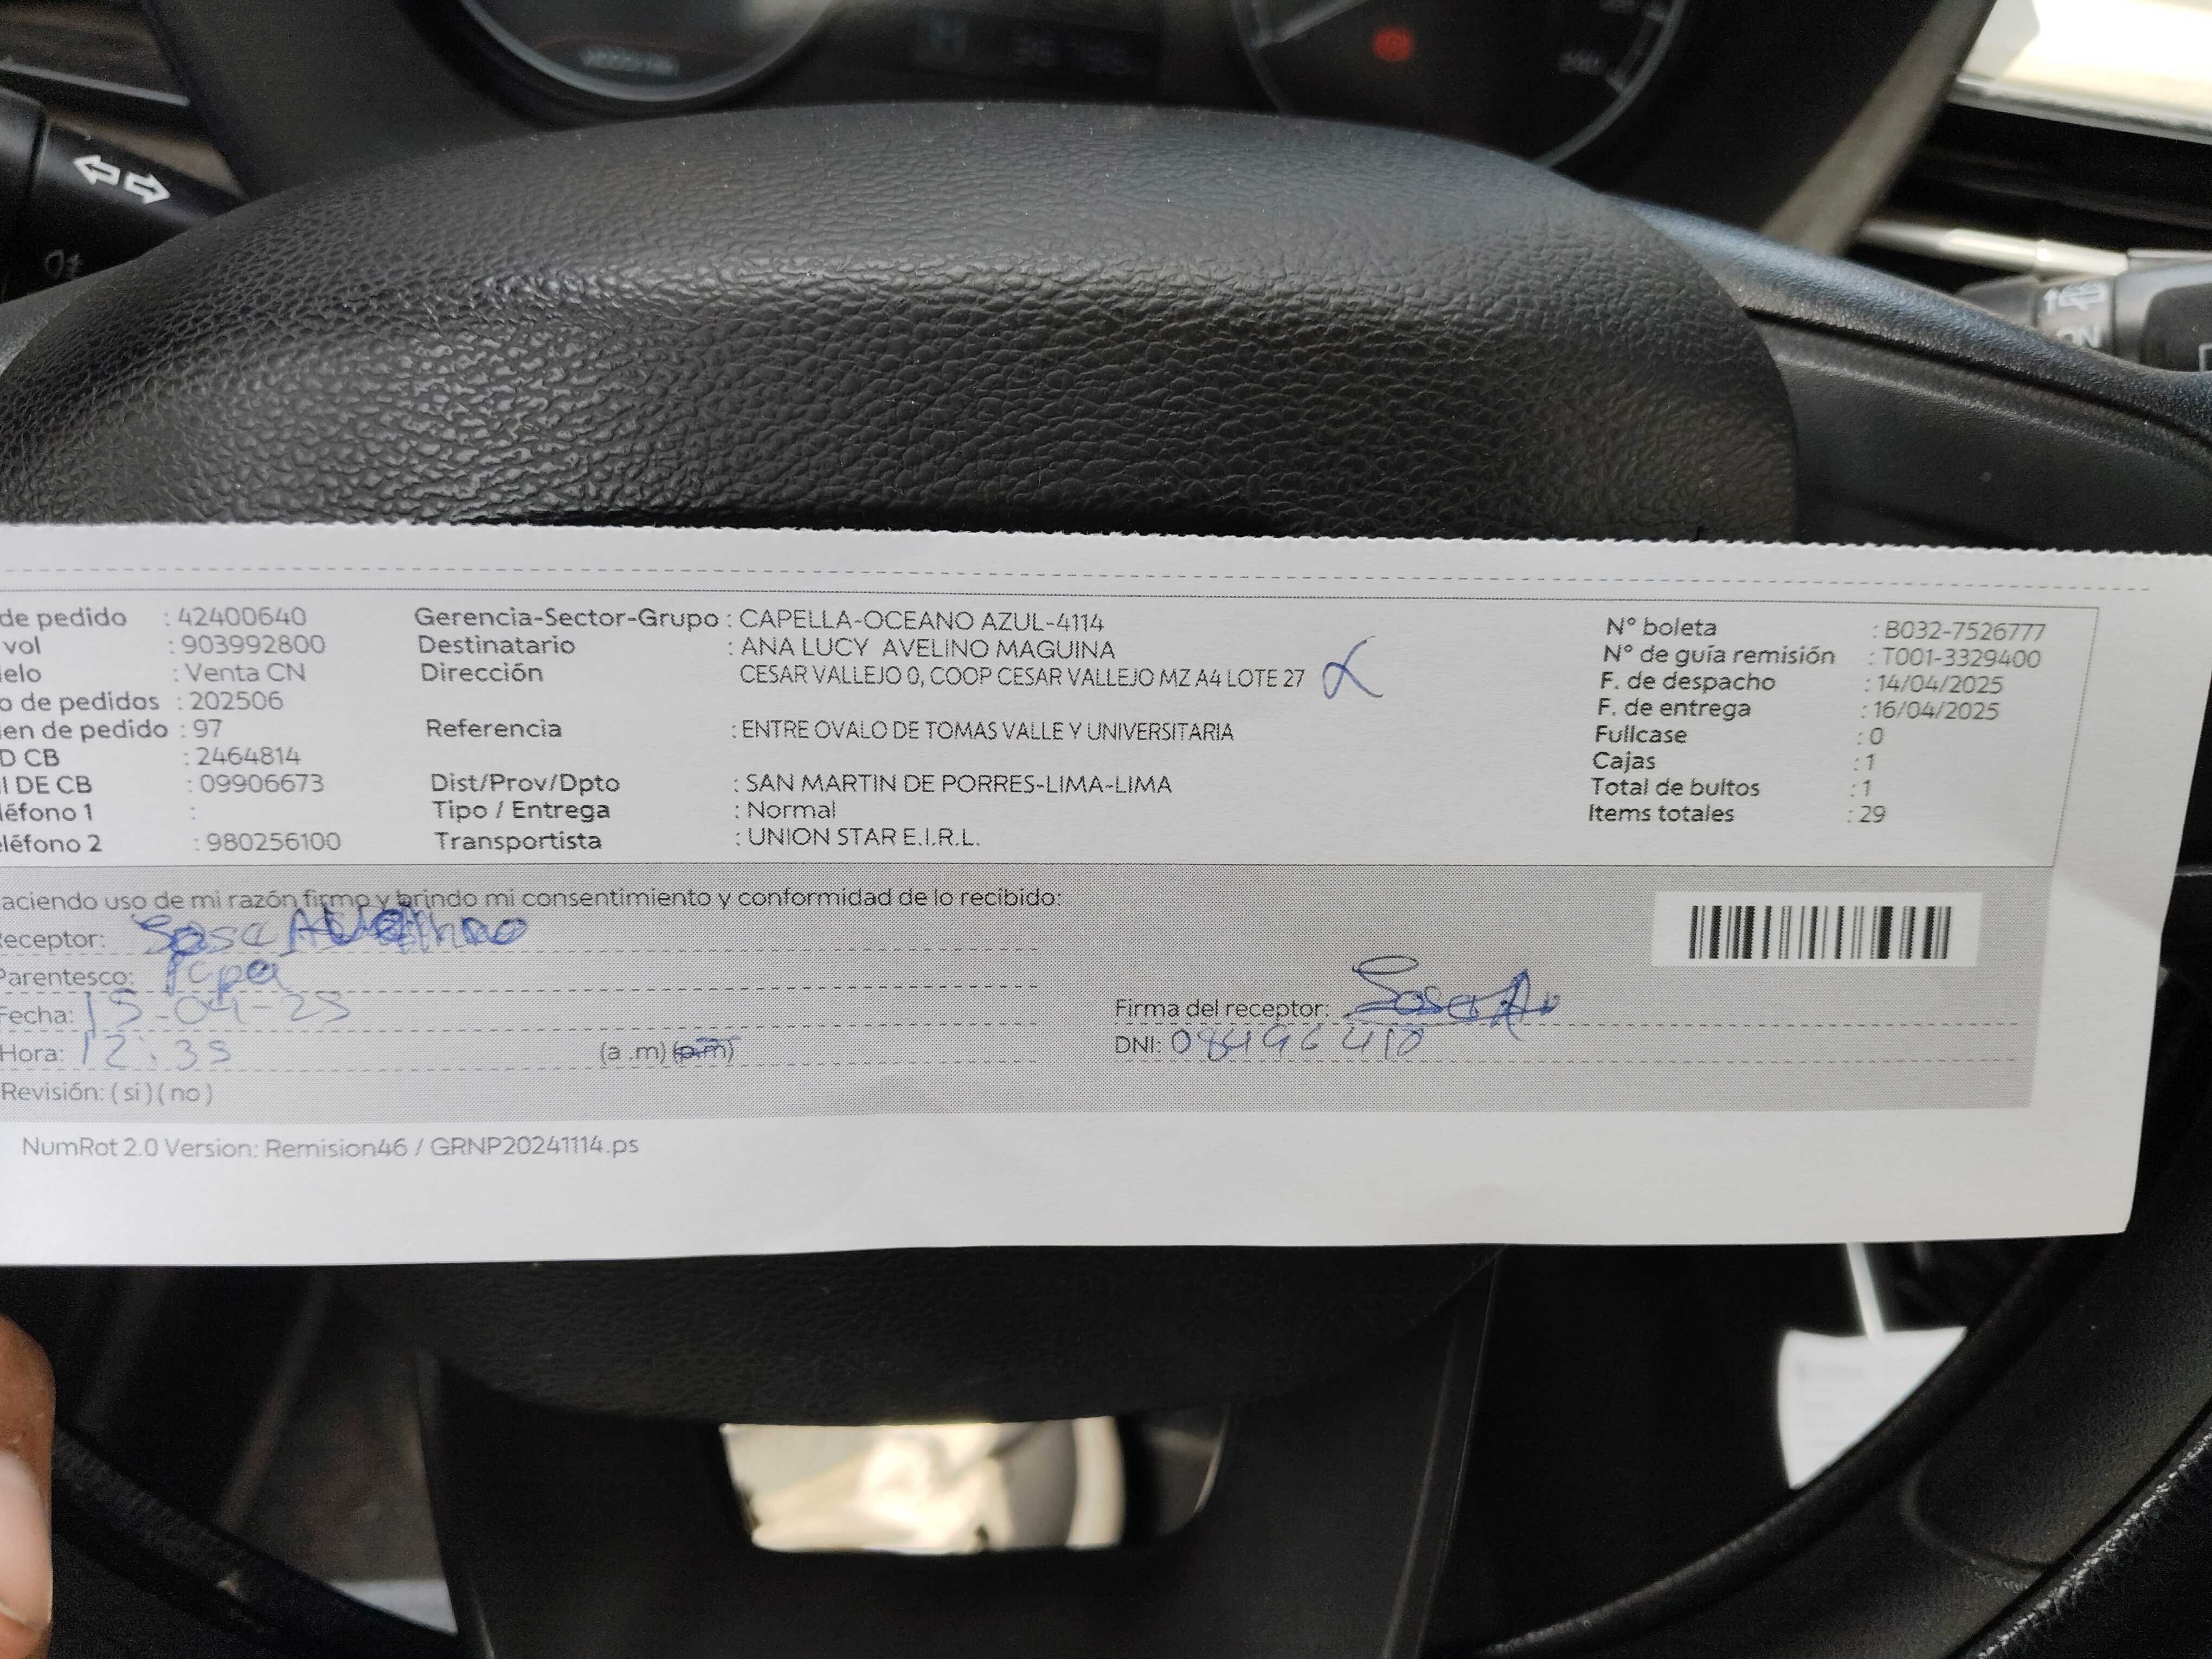 de pedido : 42400640
vol : 903992800
elo : Venta CN
o de pedidos : 202506
en de pedido : 97
D CB : 2464814
I DE CB : 09906673
léfono 1 :
eléfono 2 : 980256100
Gerencia-Sector-Grupo : CAPELLA-OCEANO AZUL-4114
Destinatario : ANA LUCY AVELINO MAGUINA
Dirección CESAR VALLEJO 0, COOP CESAR VALLEJO MZ A4 LOTE 27
Referencia : ENTRE OVALO DE TOMAS VALLE Y UNIVERSITARIA
Dist/Prov/Dpto : SAN MARTIN DE PORRES-LIMA-LIMA
Tipo / Entrega : Normal
Transportista : UNION STAR E.I.R.L.
N° boleta : B032-7526777
N° de guía remisión : T001-3329400
F. de despacho : 14/04/2025
F. de entrega : 16/04/2025
Fullcase : 0
Cajas : 1
Total de bultos : 1
Items totales : 29
aciendo uso de mi razón firmo y brindo mi consentimiento y conformidad de lo recibido:
Receptor:
Parentesco: Papa
Fecha: 15-04-25
Hora: 12:35 (a .m) (p.m)
Revisión: ( si ) ( no )
Firma del receptor:
DNI: 08496410
NumRot 2.0 Version: Remision46 / GRNP20241114.ps
ON